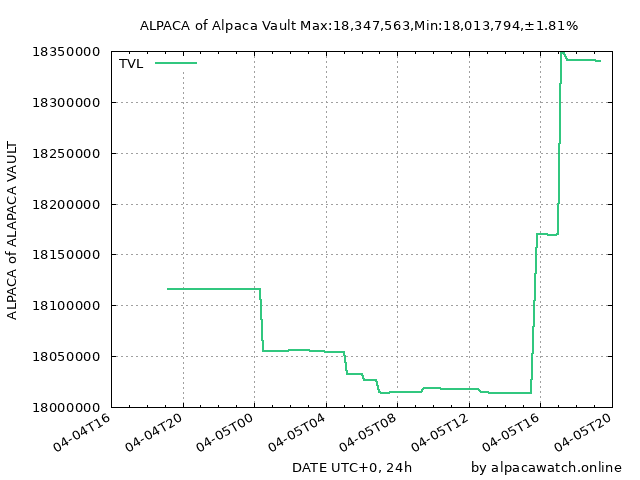 ALPACA of Alpaca Vault Max:18,347,563,Min:18,013,794,±1.81%
TVL
18350000
18300000
18250000
18200000
18150000
18100000
18050000
18000000
ALPACA of ALAPACA VAULT
04-04T16
04-04T20
04-05T00
04-05T04
04-05T08
04-05T12
04-05T16
04-05T20
DATE UTC+0, 24h
by alpacawatch.online